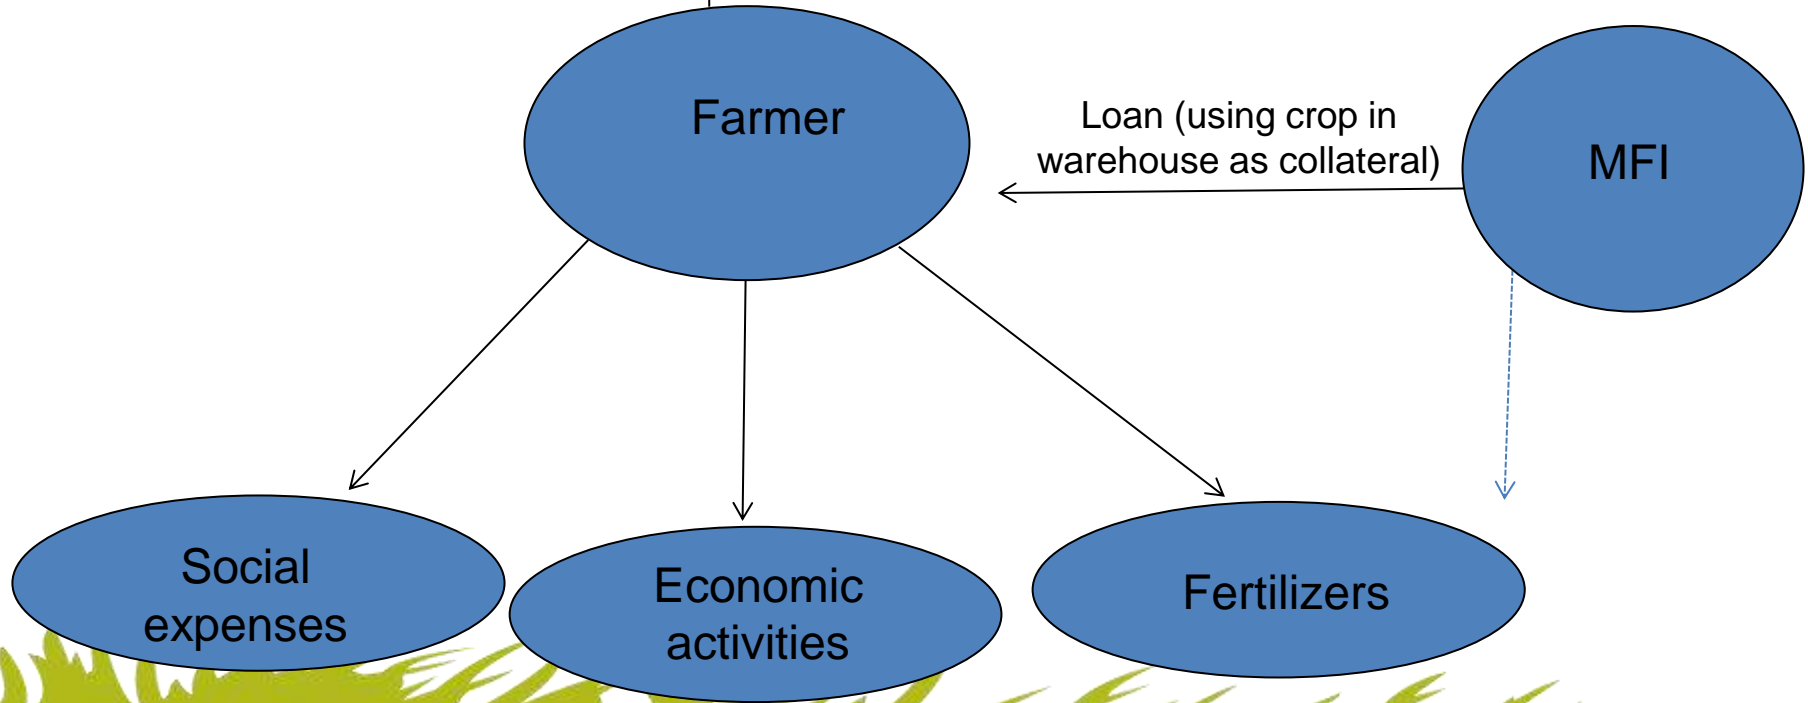 Farmer
Loan (using crop in
warehouse as collateral)
MFI
Social
expenses
Economic
activities
Fertilizers